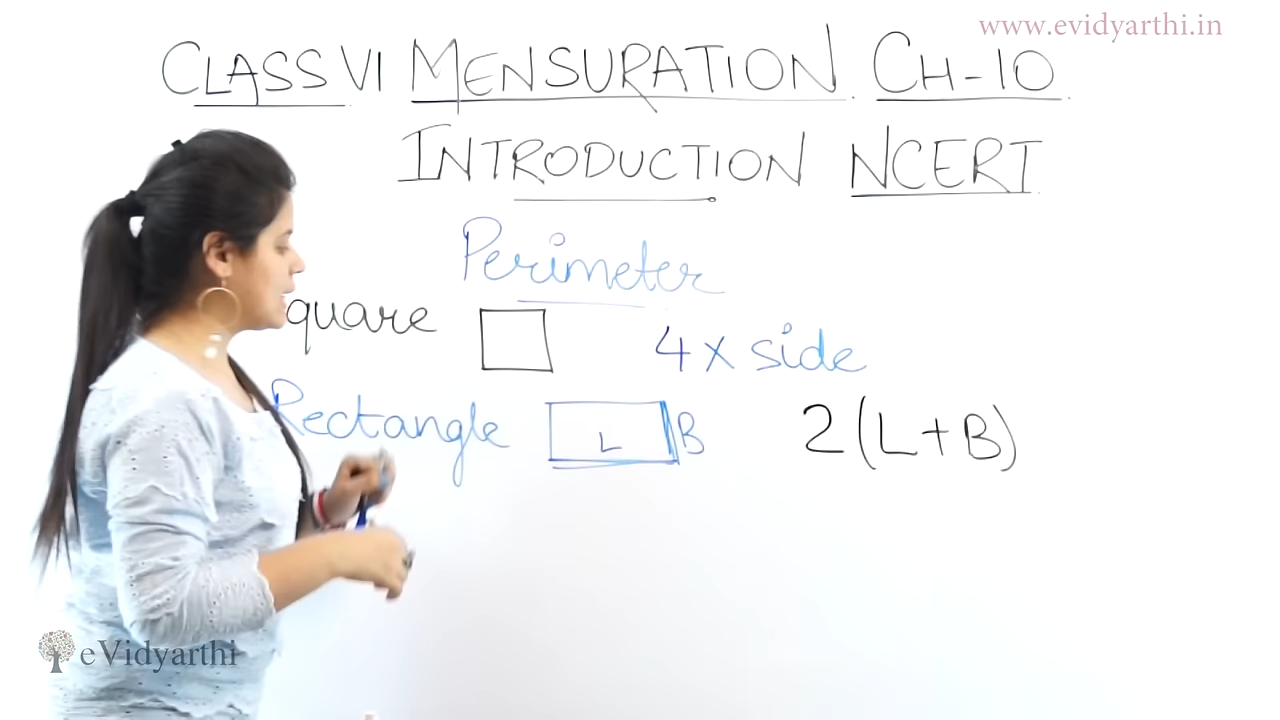 www.evidyarthi.in
CLASS VI MENSURATION CH-10
INTRODUCTION NCERT
Perimeter
quare
4 x side
Rectangle
L
B
2(L+B)
eVidyarthi